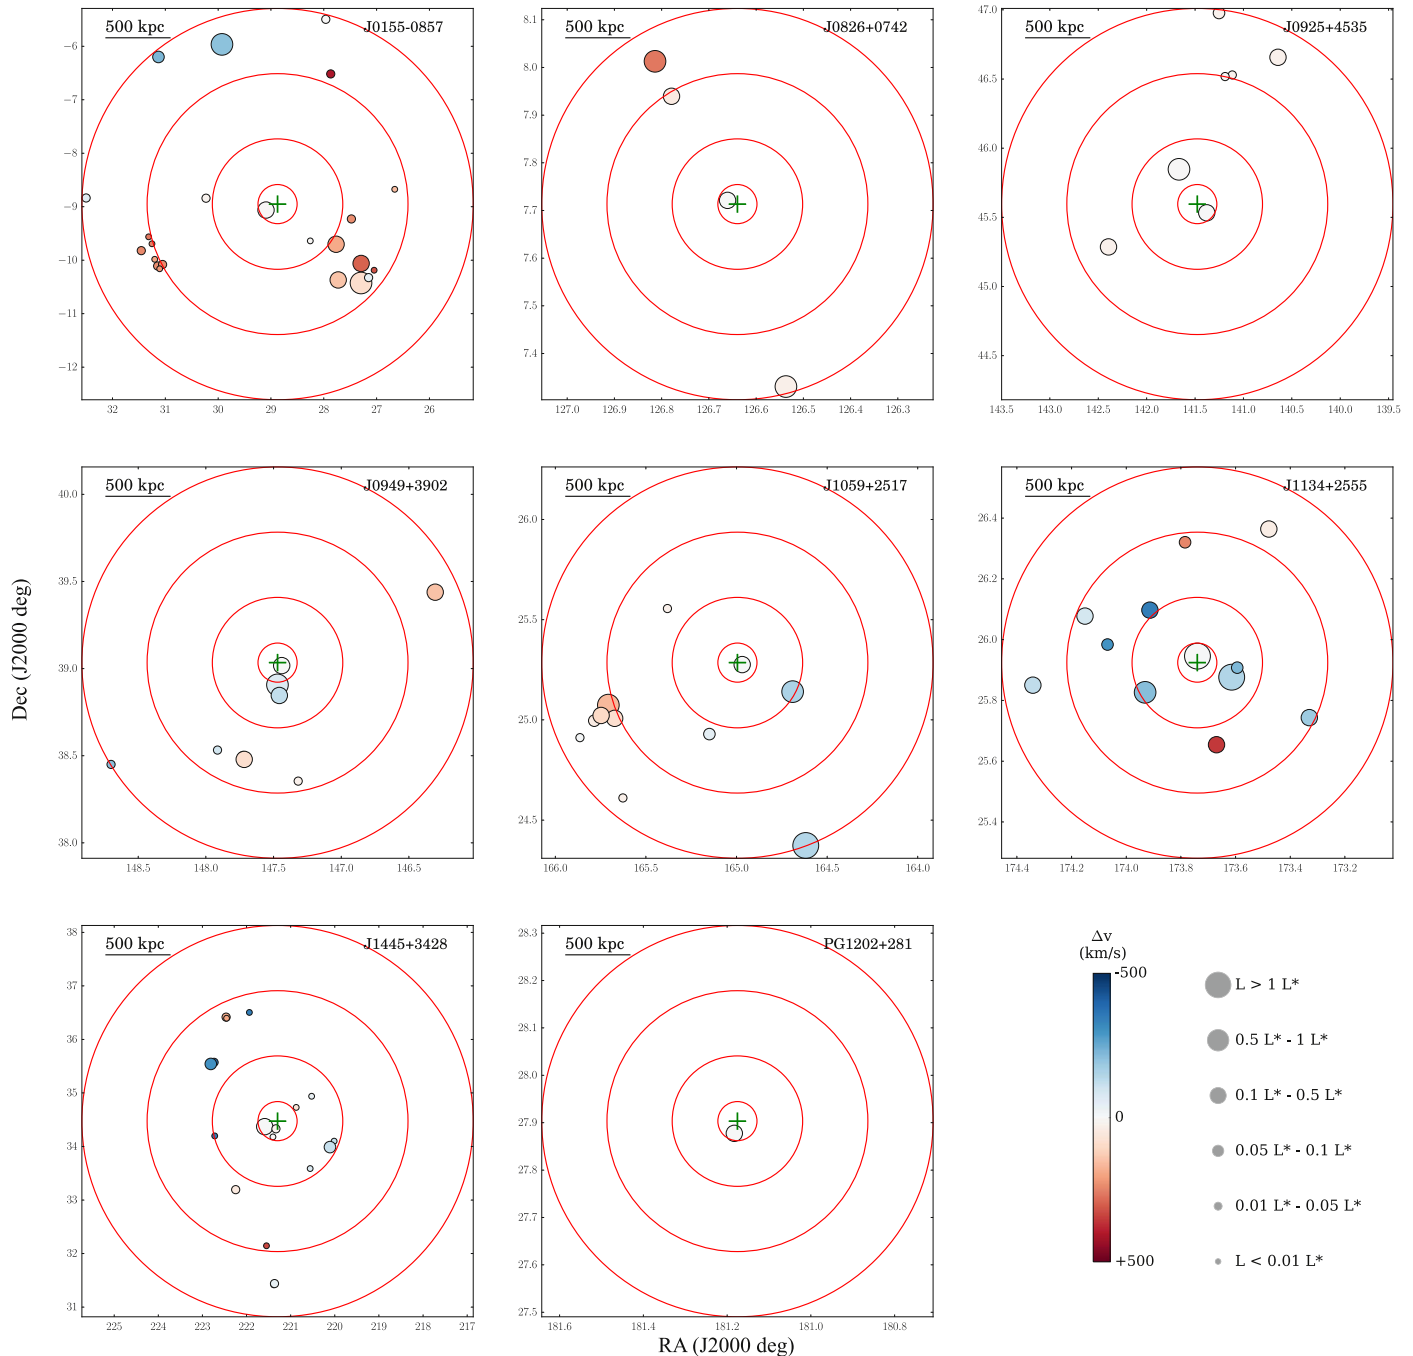 500 kpc J0155-0857
−6
−7
−8
−9
−10
−11
−12
32 31 30 29 28 27 26
500 kpc J0826+0742
8.1
8.0
7.9
7.8
7.7
7.6
7.5
7.4
127.0 126.9 126.8 126.7 126.6 126.5 126.4 126.3
500 kpc J0925+4535
47.0
46.5
46.0
45.5
45.0
44.5
143.5 143.0 142.5 142.0 141.5 141.0 140.5 140.0 139.5
500 kpc J0949+3902
40.0
39.5
39.0
38.5
38.0
148.5 148.0 147.5 147.0 146.5
500 kpc J1059+2517
26.0
25.5
25.0
24.5
166.0 165.5 165.0 164.5 164.0
500 kpc J1134+2555
26.4
26.2
26.0
25.8
25.6
25.4
174.4 174.2 174.0 173.8 173.6 173.4 173.2
Dec (J2000 deg)
500 kpc J1445+3428
38
37
36
35
34
33
32
31
225 224 223 222 221 220 219 218 217
500 kpc PG1202+281
28.3
28.2
28.1
28.0
27.9
27.8
27.7
27.6
27.5
181.6 181.4 181.2 181.0 180.8
RA (J2000 deg)
Δv
(km/s)
-500
0
+500
L > 1 L*
0.5 L* - 1 L*
0.1 L* - 0.5 L*
0.05 L* - 0.1 L*
0.01 L* - 0.05 L*
L < 0.01 L*